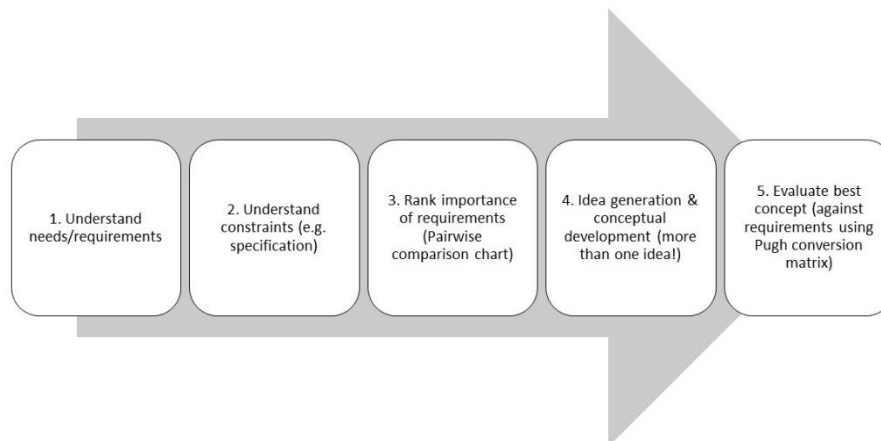 1. Understand
needs/requirements
2. Understand
constraints (e.g.
specification)
3. Rank importance
of requirements
(Pairwise
comparison chart)
4. Idea generation &
conceptual
development (more
than one idea!)
5. Evaluate best
concept (against
requirements using
Pugh conversion
matrix)